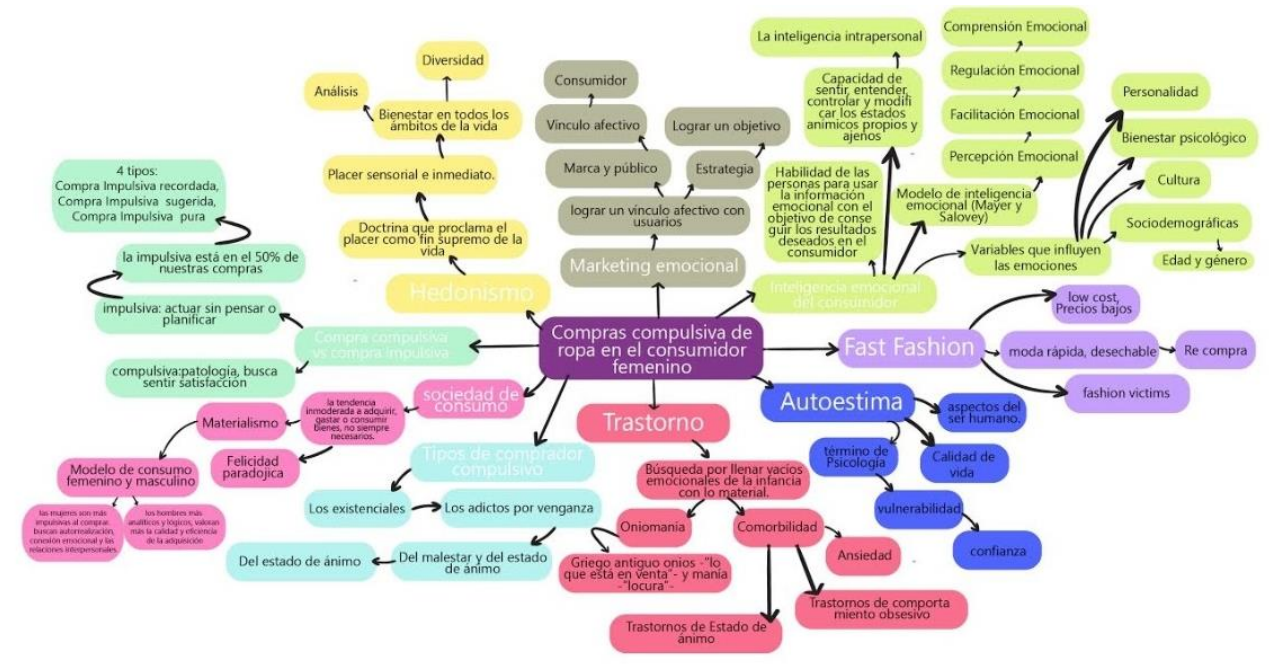 Compras compulsiva de
ropa en el consumidor
femenino
Hedonismo
Doctrina que proclama el
placer como fin supremo de la
vida
Placer sensorial e inmediato.
Bienestar en todos los
ámbitos de la vida
Análisis
Diversidad
Marketing emocional
lograr un vinculo afectivo con
usuarios
Marca y público
Vinculo afectivo
Consumidor
Estrategia
Lograr un objetivo
Inteligencia emocional
del consumidor
Habilidad de las
personas para usar
la información
emocional con el
objetivo de conse
guir los resultados
deseados en el
consumidor
Capacidad de
sentir, entender,
controlar y modifi
car los estados
anímicos propios y
ajenos
La inteligencia intrapersonal
Modelo de inteligencia
emocional (Mayer y
Salovey)
Percepción Emocional
Facilitación Emocional
Regulación Emocional
Comprensión Emocional
Variables que influyen
las emociones
Personalidad
Bienestar psicológico
Cultura
Sociodemográficas
Edad y género
Fast Fashion
low cost,
Precios bajos
moda rápida, desechable
Re compra
fashion victims
Autoestima
aspectos del
ser humano.
Calidad de
vida
término de
Psicología
vulnerabilidad
confianza
Trastorno
Búsqueda por llenar vacíos
emocionales de la infancia
con lo material.
Oniomanía
Griego antiguo onios -"lo
que está en venta"- y manía
-"locura"-
Comorbilidad
Ansiedad
Trastornos de comporta
miento obsesivo
Trastornos de Estado de
ánimo
Tipos de comprador
compulsivo
Los existenciales
Los adictos por venganza
Del malestar y del estado
de ánimo
Del estado de ánimo
sociedad de
consumo
la tendencia
inmoderada a adquirir,
gastar o consumir
bienes, no siempre
necesarios.
Felicidad
paradojica
Materialismo
Modelo de consumo
femenino y masculino
las mujeres son más
impulsivas al comprar.
buscan autorrealización,
conexión emocional y las
relaciones interpersonales.
los hombres más
analíticos y lógicos, valoran
más la calidad y eficiencia
de la adquisición
Compra compulsiva
vs compra impulsiva
impulsiva: actuar sin pensar o
planificar
la impulsiva está en el 50% de
nuestras compras
4 tipos:
Compra Impulsiva recordada,
Compra Impulsiva sugerida,
Compra Impulsiva pura
compulsiva:patología, busca
sentir satisfacción